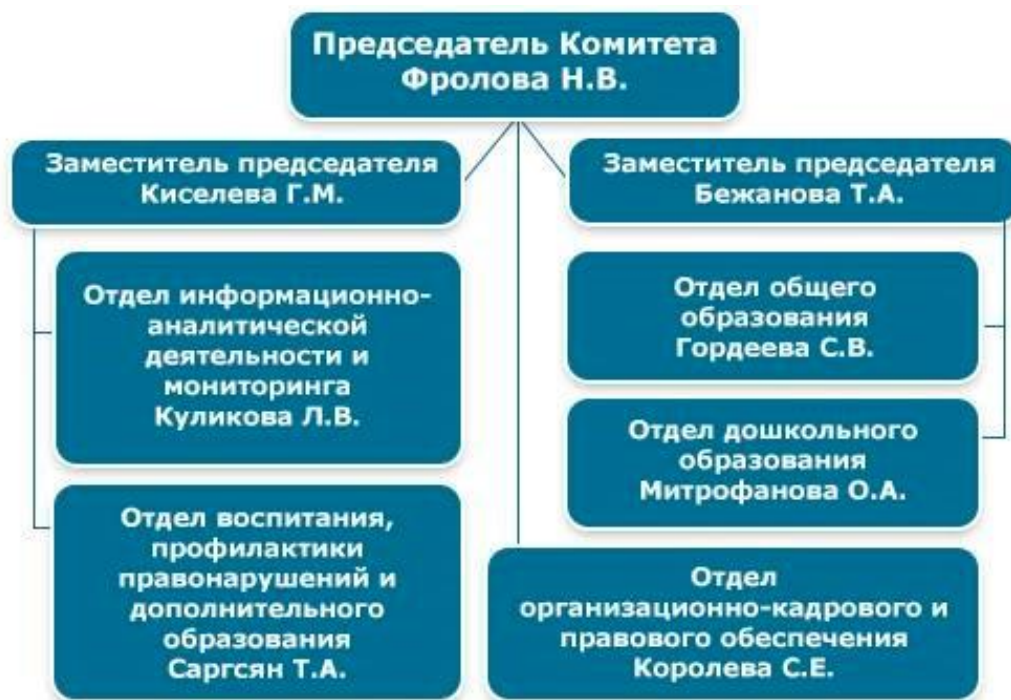 Председатель Комитета
Фролова Н.В.
Заместитель председателя
Киселева Г.М.
Отдел информационно-
аналитической
деятельности и
мониторинга
Куликова Л.В.
Отдел воспитания,
профилактики
правонарушений и
дополнительного
образования
Саргсян Т.А.
Заместитель председателя
Бежанова Т.А.
Отдел общего
образования
Гордеева С.В.
Отдел дошкольного
образования
Митрофанова О.А.
Отдел
организационно-кадрового и
правового обеспечения
Королева С.Е.